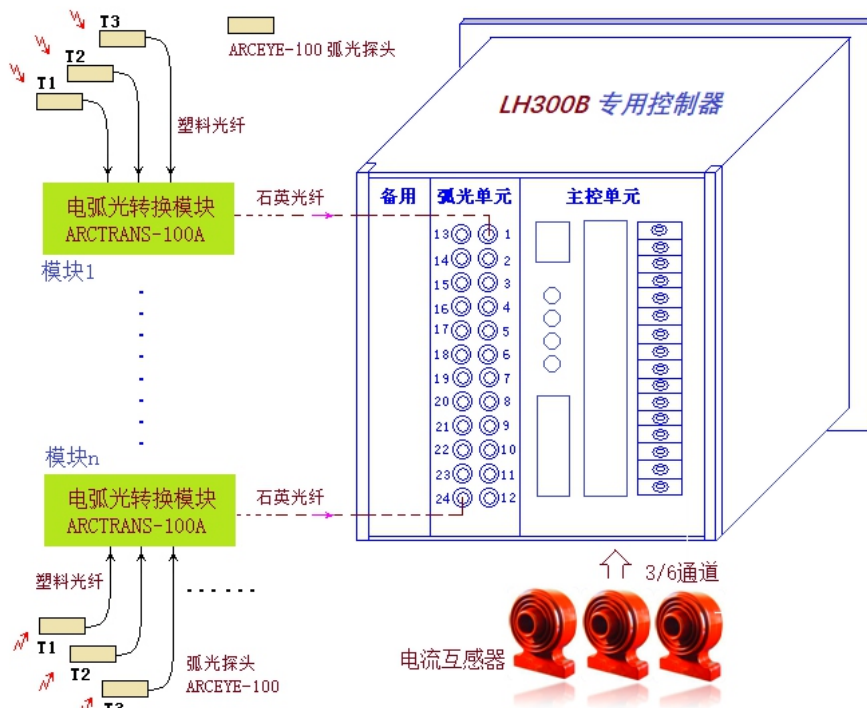 T3
T2
T1
ARCEYE-100 弧光探头
塑料光纤
电弧光转换模块
ARCTRANS-100A
模块1
石英光纤
LH300B 专用控制器
备用
弧光单元
主控单元
13 1
14 2
15 3
16 4
17 5
18 6
19 7
20 8
21 9
22 10
23 11
24 12
模块n
电弧光转换模块
ARCTRANS-100A
石英光纤
塑料光纤
T1
T2
T3
弧光探头
ARCEYE-100
3/6通道
电流互感器